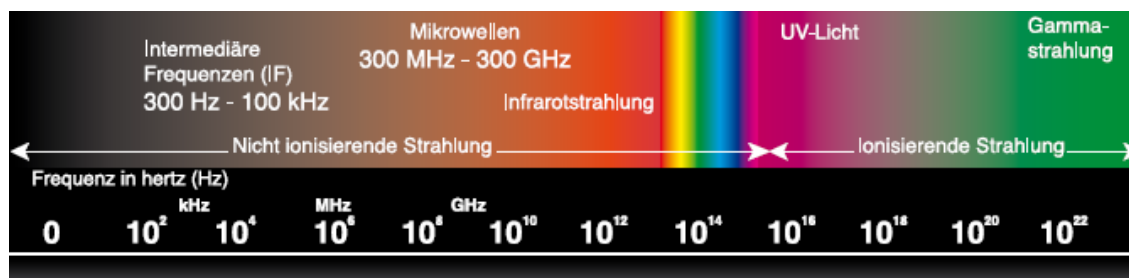 Intermediäre
Frequenzen (IF)
300 Hz - 100 kHz
Mikrowellen
300 MHz - 300 GHz
Infrarotstrahlung
UV-Licht
Gamma-
strahlung
Nicht ionisierende Strahlung
Ionisierende Strahlung
Frequenz in hertz (Hz)
kHz MHz GHz
0 10² 10⁴ 10⁶ 10⁸ 10¹⁰ 10¹² 10¹⁴ 10¹⁶ 10¹⁸ 10²⁰ 10²²